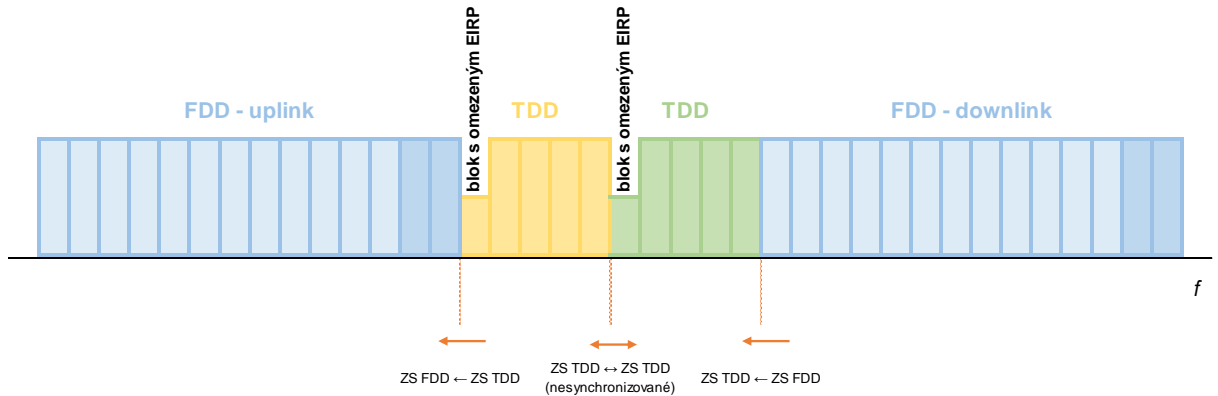 blok s omezeným EIRP
blok s omezeným EIRP
FDD - uplink
TDD
TDD
FDD - downlink
f
ZS FDD ← ZS TDD
ZS TDD ↔ ZS TDD
(nesynchronizované)
ZS TDD ← ZS FDD